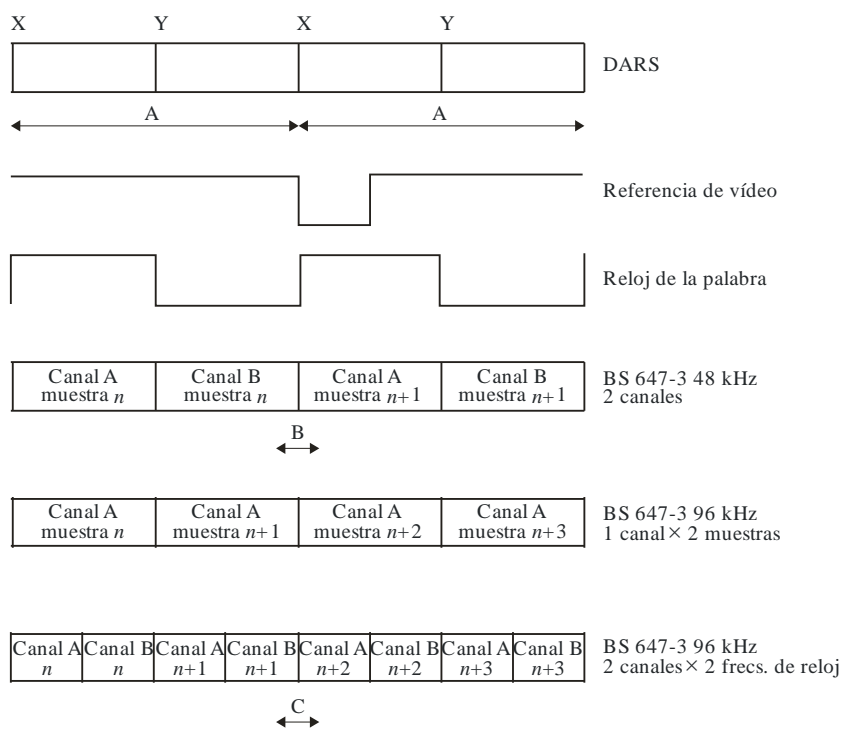 X Y X Y
DARS
A A
Referencia de vídeo
Reloj de la palabra
Canal A Canal B Canal A Canal B
muestra n muestra n muestra n+1 muestra n+1
BS 647-3 48 kHz
2 canales
B
Canal A Canal A Canal A Canal A
muestra n muestra n+1 muestra n+2 muestra n+3
BS 647-3 96 kHz
1 canal × 2 muestras
Canal A Canal B Canal A Canal B Canal A Canal B Canal A Canal B
n n n+1 n+1 n+2 n+2 n+3 n+3
BS 647-3 96 kHz
2 canales × 2 frecs. de reloj
C